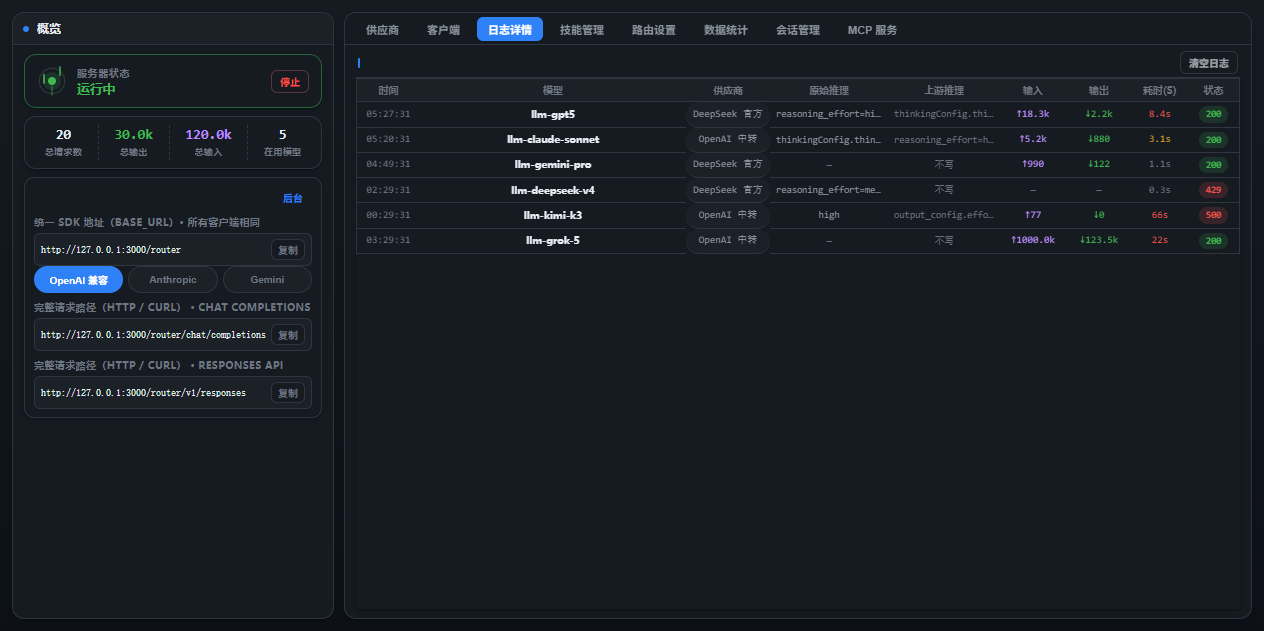 概览
服务器状态
运行中
停止
20 30.0k 120.0k 5
总请求数 总输出 总输入 在用模型
后台
统一 SDK 地址（BASE_URL）• 所有客户端相同
http://127.0.0.1:3000/router 复制
OpenAI 兼容 Anthropic Gemini
完整请求路径（HTTP / CURL） • CHAT COMPLETIONS
http://127.0.0.1:3000/router/chat/completions 复制
完整请求路径（HTTP / CURL） • RESPONSES API
http://127.0.0.1:3000/router/v1/responses 复制
供应商 客户端 日志详情 技能管理 路由设置 数据统计 会话管理 MCP 服务
清空日志
时间 模型 供应商 原始推理 上游推理 输入 输出 耗时(S) 状态
05:27:31 llm-gpt5 DeepSeek 官方 reasoning_effort=hi… thinkingConfig.thi… ↑18.3k ↓2.2k 8.4s 200
05:20:31 llm-claude-sonnet OpenAI 中转 thinkingConfig.thin… reasoning_effort=h… ↑5.2k ↓880 3.1s 200
04:49:31 llm-gemini-pro DeepSeek 官方 — 不写 ↑990 ↓122 1.1s 200
02:29:31 llm-deepseek-v4 DeepSeek 官方 reasoning_effort=me… 不写 — — 0.3s 429
00:29:31 llm-kimi-k3 OpenAI 中转 high output_config.effo… ↑77 ↓0 66s 500
03:29:31 llm-grok-5 OpenAI 中转 — 不写 ↑1000.0k ↓123.5k 22s 200